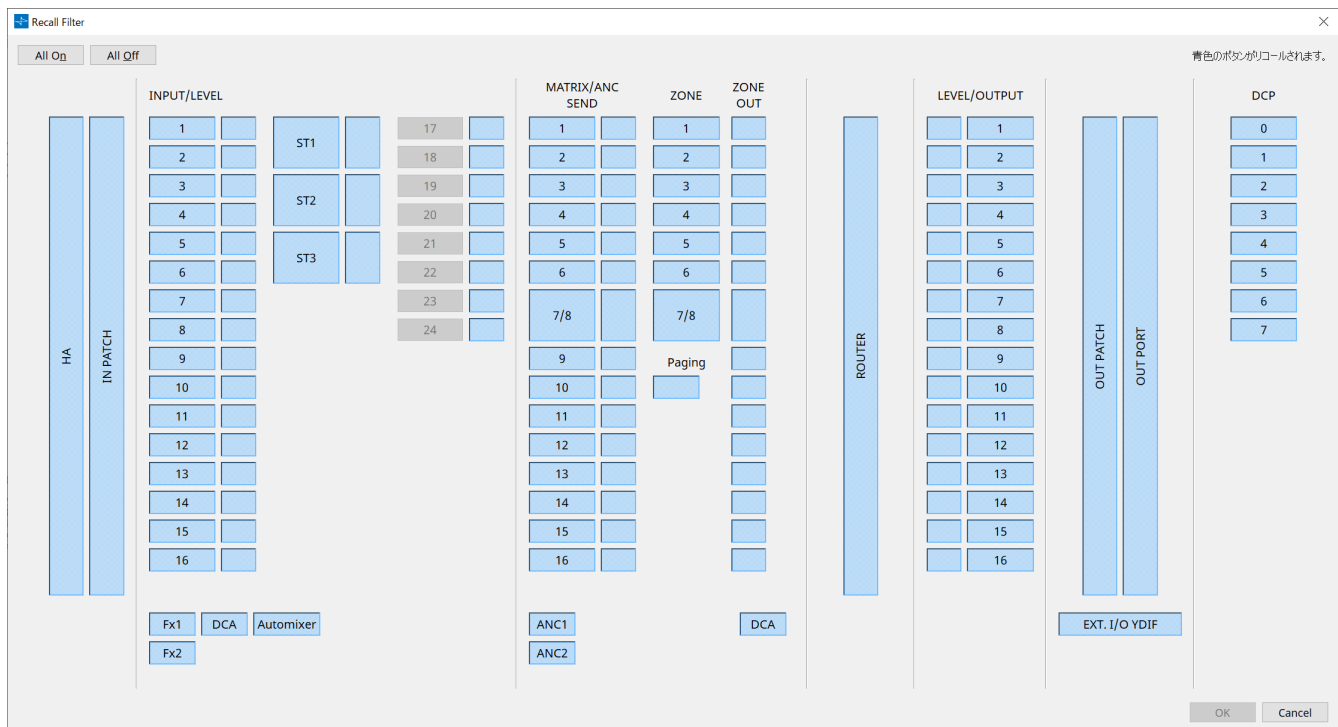 Recall Filter
All On All Off
青色のボタンがリコールされます。
HA
IN PATCH
INPUT/LEVEL
1
2
3
4
5
6
7
8
9
10
11
12
13
14
15
16
ST1
ST2
ST3
17
18
19
20
21
22
23
24
Fx1 DCA Automixer
Fx2
MATRIX/ANC
SEND
1
2
3
4
5
6
7/8
9
10
11
12
13
14
15
16
ANC1
ANC2
ZONE
1
2
3
4
5
6
7/8
Paging
ZONE
OUT
DCA
ROUTER
LEVEL/OUTPUT
1
2
3
4
5
6
7
8
9
10
11
12
13
14
15
16
OUT PATCH
OUT PORT
EXT. I/O YDIF
DCP
0
1
2
3
4
5
6
7
OK Cancel